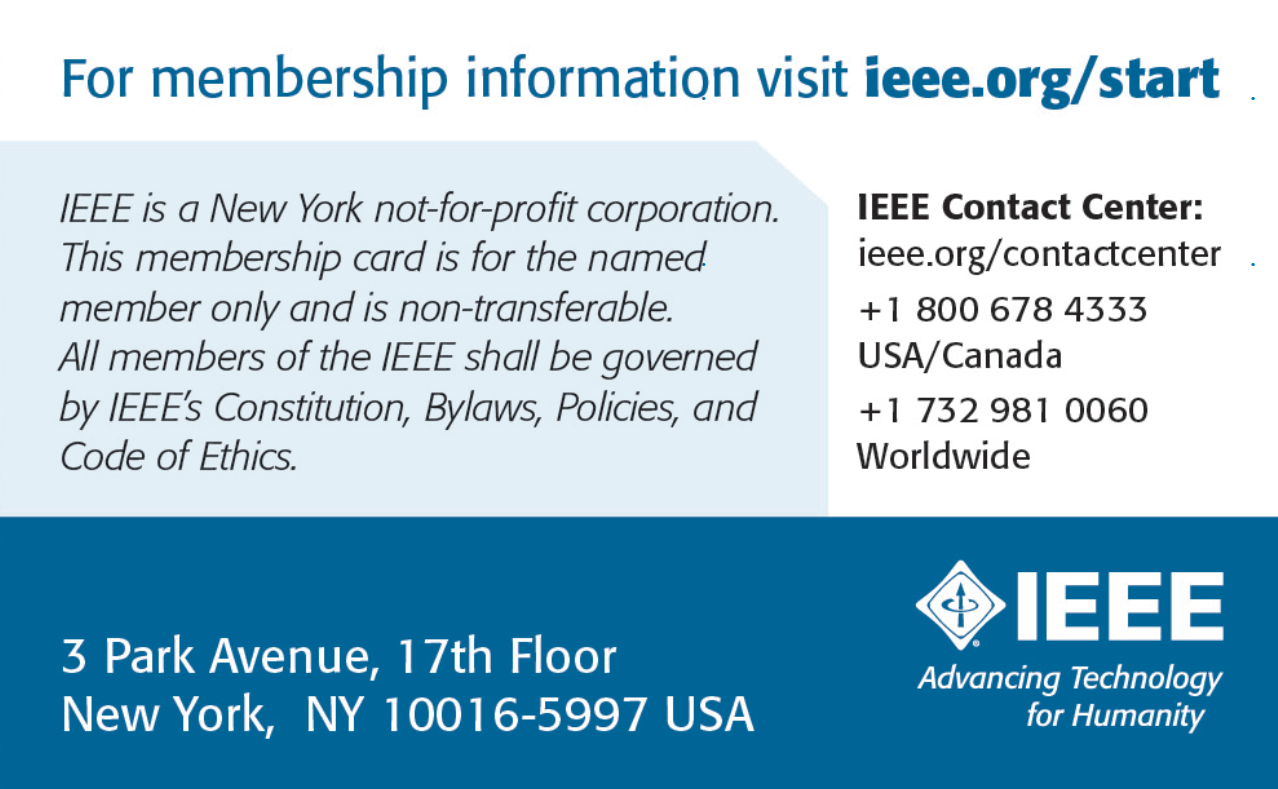 For membership information visit ieee.org/start
IEEE is a New York not-for-profit corporation.
This membership card is for the named
member only and is non-transferable.
All members of the IEEE shall be governed
by IEEE's Constitution, Bylaws, Policies, and
Code of Ethics.
IEEE Contact Center:
ieee.org/contactcenter
+1 800 678 4333
USA/Canada
+1 732 981 0060
Worldwide
3 Park Avenue, 17th Floor
New York,  NY 10016-5997 USA
IEEE
Advancing Technology
for Humanity